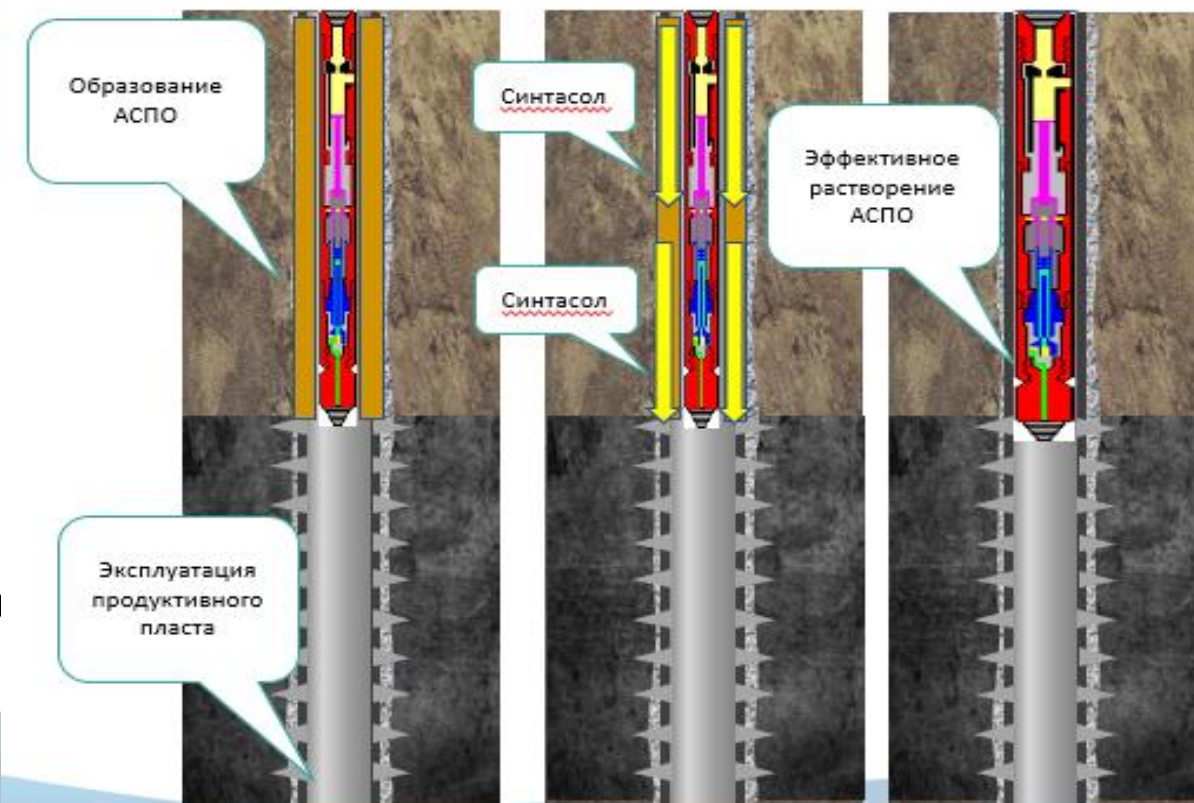 Образование
АСПО
Эксплуатация
продуктивного
пласта
Синтасол
Синтасол
Эффективное
растворение
АСПО